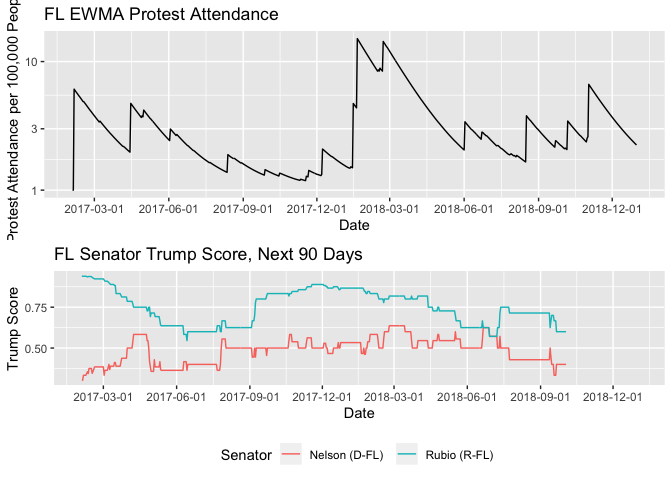 FL EWMA Protest Attendance
Protest Attendance per 100,000
10
3
1
2017-03-01 2017-06-01 2017-09-01 2017-12-01 2018-03-01 2018-06-01 2018-09-01 2018-12-01
Date
FL Senator Trump Score, Next 90 Days
Trump Score
0.75
0.50
2017-03-01 2017-06-01 2017-09-01 2017-12-01 2018-03-01 2018-06-01 2018-09-01 2018-12-01
Date
Senator Nelson (D-FL) Rubio (R-FL)